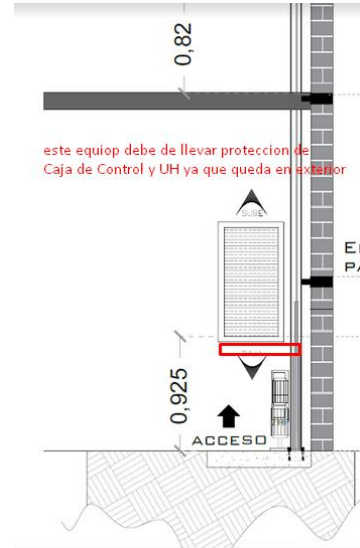 0,82
este equiop debe de llevar proteccion de
Caja de Control y UH ya que queda en exterior
SUBE
0,925
ACCESO